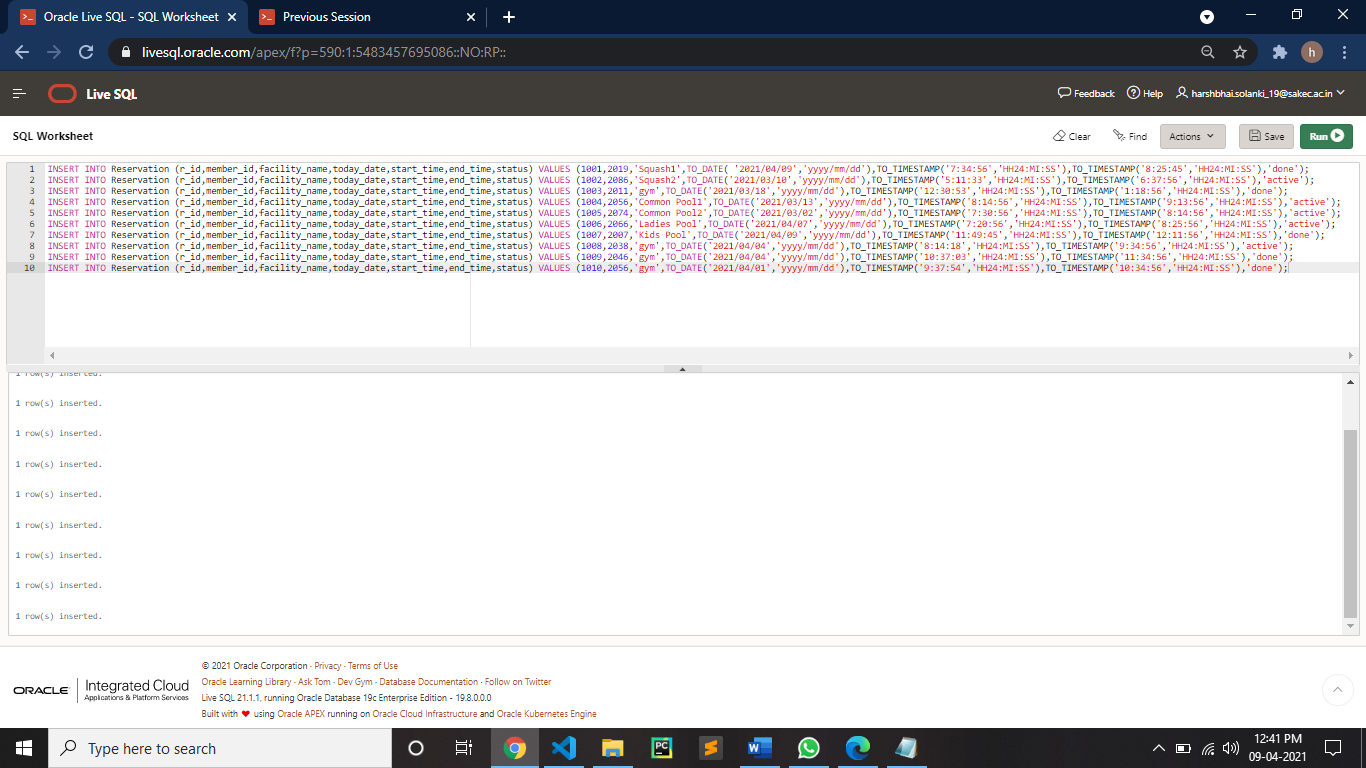 Oracle Live SQL - SQL Worksheet
Previous Session
livesql.oracle.com/apex/f?p=590:1:5483457695086::NO:RP::
h
Live SQL
Feedback
Help
harshbhai.solanki_19@sakec.ac.in
SQL Worksheet
Clear
Find
Actions
Save
Run
1 INSERT INTO Reservation (r_id,member_id,facility_name,today_date,start_time,end_time,status) VALUES (1001,2019,'Squash1',TO_DATE( '2021/04/09','yyyy/mm/dd'),TO_TIMESTAMP('7:34:56','HH24:MI:SS'),TO_TIMESTAMP('8:25:45','HH24:MI:SS'),'done');
2 INSERT INTO Reservation (r_id,member_id,facility_name,today_date,start_time,end_time,status) VALUES (1002,2086,'Squash2',TO_DATE('2021/03/10','yyyy/mm/dd'),TO_TIMESTAMP('5:11:33','HH24:MI:SS'),TO_TIMESTAMP('6:37:56','HH24:MI:SS'),'active');
3 INSERT INTO Reservation (r_id,member_id,facility_name,today_date,start_time,end_time,status) VALUES (1003,2011,'gym',TO_DATE('2021/03/18','yyyy/mm/dd'),TO_TIMESTAMP('12:30:53','HH24:MI:SS'),TO_TIMESTAMP('1:18:56','HH24:MI:SS'),'done');
4 INSERT INTO Reservation (r_id,member_id,facility_name,today_date,start_time,end_time,status) VALUES (1004,2056,'Common Pool1',TO_DATE('2021/03/13','yyyy/mm/dd'),TO_TIMESTAMP('8:14:56','HH24:MI:SS'),TO_TIMESTAMP('9:13:56','HH24:MI:SS'),'active');
5 INSERT INTO Reservation (r_id,member_id,facility_name,today_date,start_time,end_time,status) VALUES (1005,2074,'Common Pool2',TO_DATE('2021/03/02','yyyy/mm/dd'),TO_TIMESTAMP('7:30:56','HH24:MI:SS'),TO_TIMESTAMP('8:14:56','HH24:MI:SS'),'active');
6 INSERT INTO Reservation (r_id,member_id,facility_name,today_date,start_time,end_time,status) VALUES (1006,2066,'Ladies Pool',TO_DATE('2021/04/07','yyyy/mm/dd'),TO_TIMESTAMP('7:20:56','HH24:MI:SS'),TO_TIMESTAMP('8:25:56','HH24:MI:SS'),'active');
7 INSERT INTO Reservation (r_id,member_id,facility_name,today_date,start_time,end_time,status) VALUES (1007,2007,'Kids Pool',TO_DATE('2021/04/09','yyyy/mm/dd'),TO_TIMESTAMP('11:49:45','HH24:MI:SS'),TO_TIMESTAMP('12:11:56','HH24:MI:SS'),'done');
8 INSERT INTO Reservation (r_id,member_id,facility_name,today_date,start_time,end_time,status) VALUES (1008,2038,'gym',TO_DATE('2021/04/04','yyyy/mm/dd'),TO_TIMESTAMP('8:14:18','HH24:MI:SS'),TO_TIMESTAMP('9:34:56','HH24:MI:SS'),'active');
9 INSERT INTO Reservation (r_id,member_id,facility_name,today_date,start_time,end_time,status) VALUES (1009,2046,'gym',TO_DATE('2021/04/04','yyyy/mm/dd'),TO_TIMESTAMP('10:37:03','HH24:MI:SS'),TO_TIMESTAMP('11:34:56','HH24:MI:SS'),'done');
10 INSERT INTO Reservation (r_id,member_id,facility_name,today_date,start_time,end_time,status) VALUES (1010,2056,'gym',TO_DATE('2021/04/01','yyyy/mm/dd'),TO_TIMESTAMP('9:37:54','HH24:MI:SS'),TO_TIMESTAMP('10:34:56','HH24:MI:SS'),'done');
1 row(s) inserted.
1 row(s) inserted.
1 row(s) inserted.
1 row(s) inserted.
1 row(s) inserted.
1 row(s) inserted.
1 row(s) inserted.
1 row(s) inserted.
1 row(s) inserted.
© 2021 Oracle Corporation · Privacy · Terms of Use
Oracle Learning Library · Ask Tom · Dev Gym · Database Documentation · Follow on Twitter
ORACLE Integrated Cloud
Applications & Platform Services
Live SQL 21.1.1, running Oracle Database 19c Enterprise Edition - 19.8.0.0.0
Built with ❤ using Oracle APEX running on Oracle Cloud Infrastructure and Oracle Kubernetes Engine
Type here to search
12:41 PM
09-04-2021